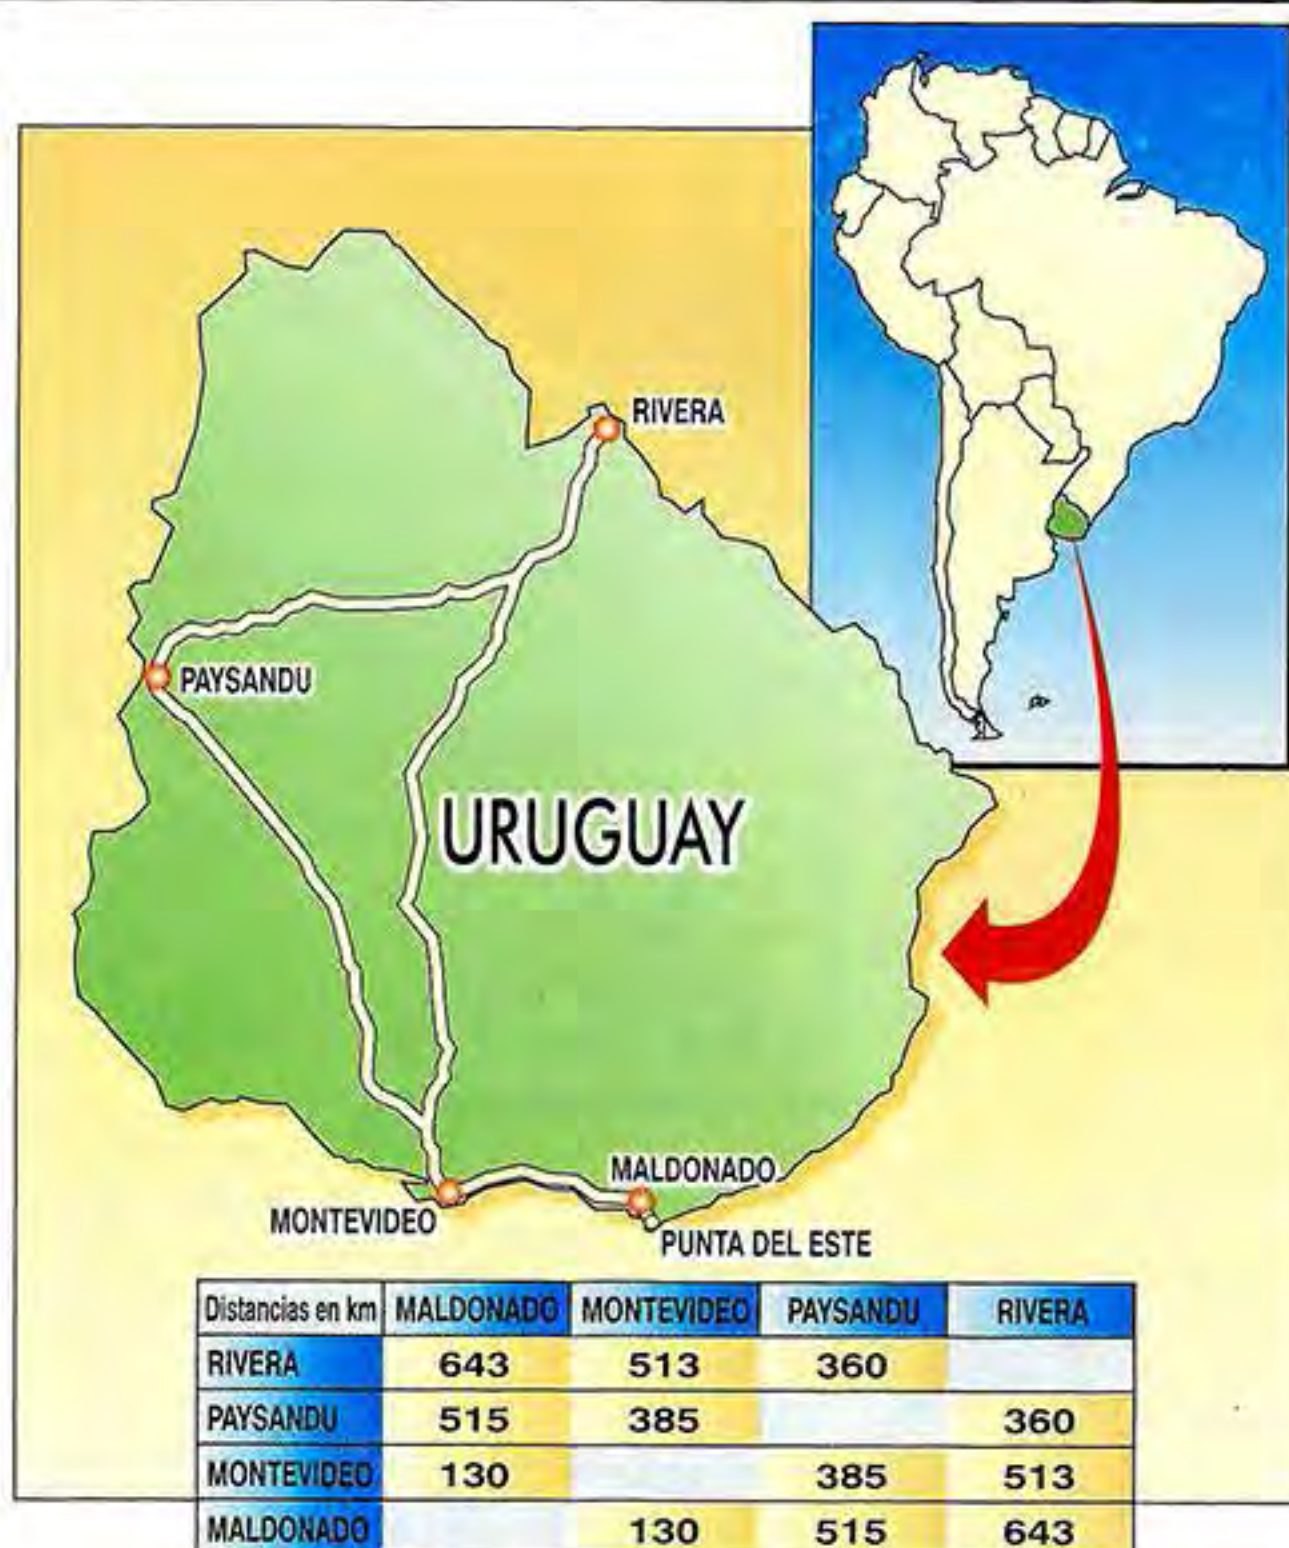 RIVERA
PAYSANDU
URUGUAY
MALDONADO
MONTEVIDEO
PUNTA DEL ESTE
Distancias en km MALDONADO MONTEVIDEO PAYSANDU RIVERA
RIVERA 643 513 360
PAYSANDU 515 385 360
MONTEVIDEO 130 385 513
MALDONADO 130 515 643